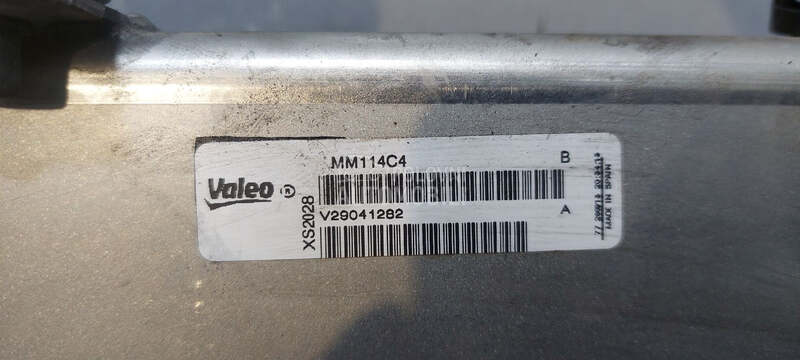 MM114C4 B
Valeo ®
XS2028
V29041282 A
MADE IN SPAIN